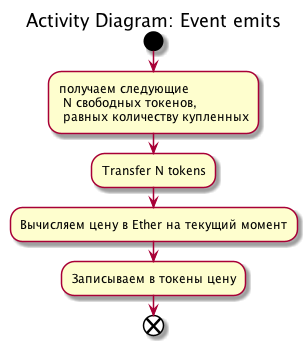 Activity Diagram: Event emits
получаем следующие
N свободных токенов,
равных количеству купленных
Transfer N tokens
Вычисляем цену в Ether на текущий момент
Записываем в токены цену